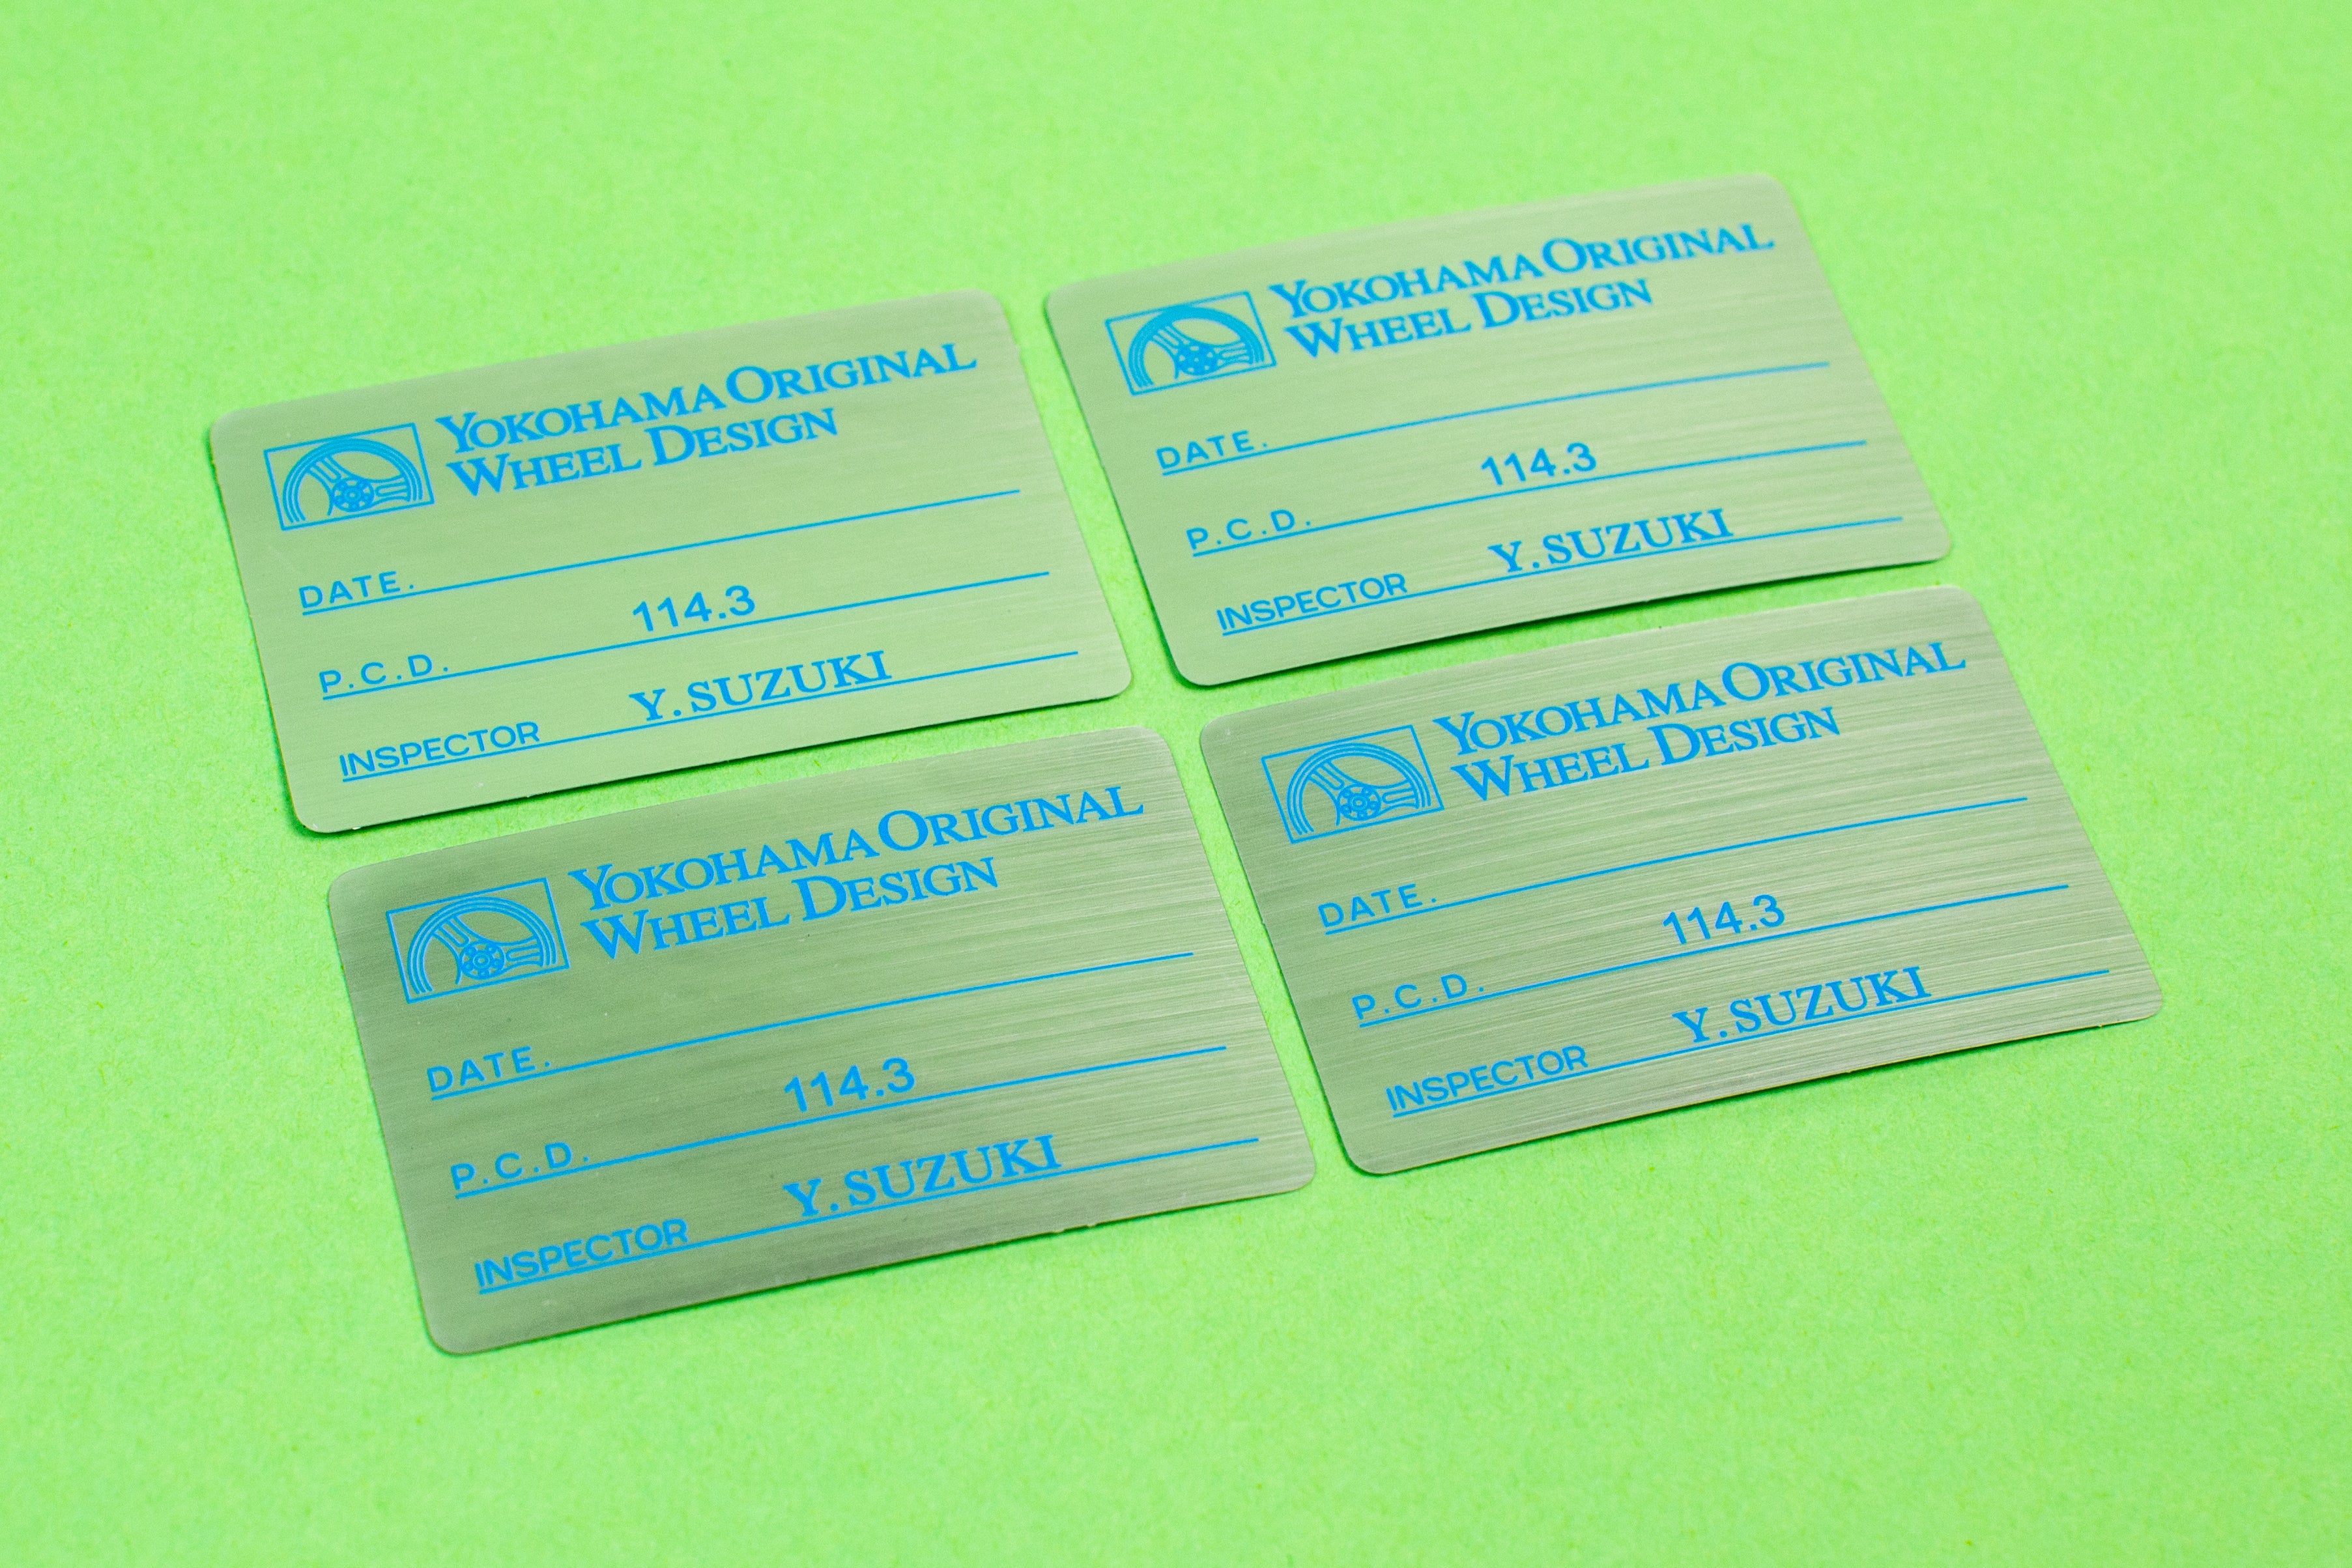 YOKOHAMA ORIGINAL
WHEEL DESIGN
DATE.
P.C.D. 114.3
INSPECTOR Y. SUZUKI
YOKOHAMA ORIGINAL
WHEEL DESIGN
DATE.
P.C.D. 114.3
INSPECTOR Y. SUZUKI
YOKOHAMA ORIGINAL
WHEEL DESIGN
DATE.
P.C.D. 114.3
INSPECTOR Y. SUZUKI
YOKOHAMA ORIGINAL
WHEEL DESIGN
DATE.
P.C.D. 114.3
INSPECTOR Y. SUZUKI